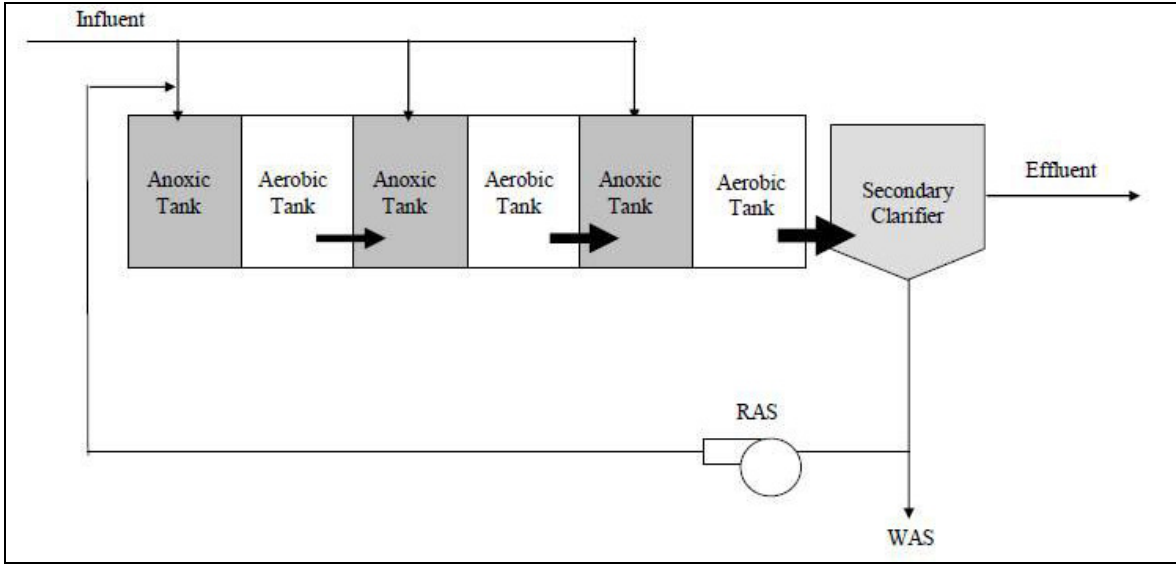 Influent
Anoxic
Tank
Aerobic
Tank
Anoxic
Tank
Aerobic
Tank
Anoxic
Tank
Aerobic
Tank
Secondary
Clarifier
Effluent
RAS
WAS